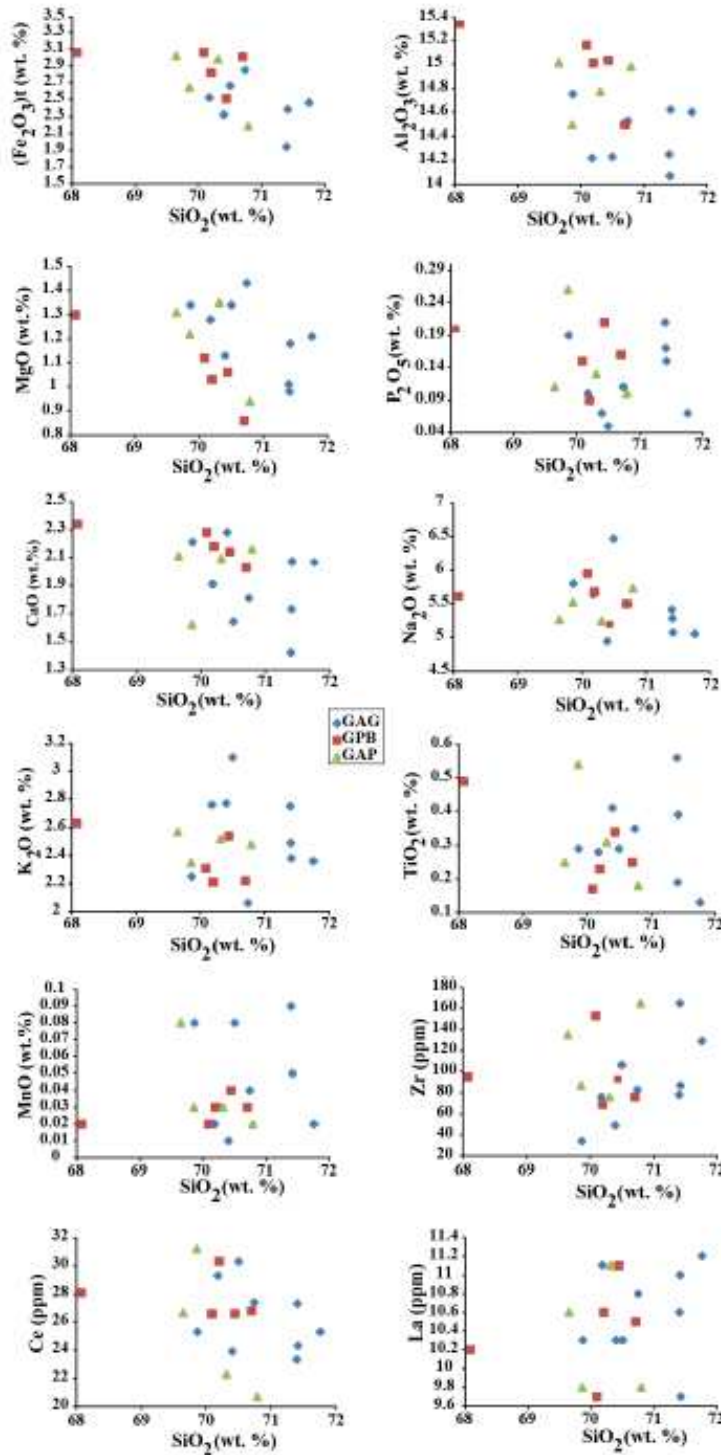 3.5
3.3
3.1
2.9
2.7
2.5
2.3
2.1
1.9
1.7
1.5
(Fe2O3)t (wt. %)
68 69 70 71 72
SiO2(wt. %)
15.4
15
14.6
14.2
14
Al2O3(wt. %)
68 69 70 71 72
SiO2(wt. %)
1.5
1.4
1.3
1.2
1.1
1
0.9
0.8
MgO (wt.%)
68 69 70 71 72
SiO2(wt. %)
0.29
0.24
0.19
0.14
0.09
0.04
P2O5(wt. %)
68 69 70 71 72
SiO2(wt. %)
2.5
2.3
2.1
1.9
1.7
1.5
1.3
CaO (wt.%)
68 69 70 71 72
SiO2(wt. %)
7
6.5
6
5.5
5
4.5
Na2O (wt. %)
68 69 70 71 72
SiO2(wt. %)
GAG
GPB
GAP
3.2
3
2.8
2.6
2.4
2.2
2
K2O (wt. %)
68 69 70 71 72
SiO2(wt. %)
0.6
0.5
0.4
0.3
0.2
0.1
TiO2(wt. %)
68 69 70 71 72
SiO2(wt. %)
0.1
0.09
0.08
0.07
0.06
0.05
0.04
0.03
0.02
0.01
0
MnO (wt.%)
68 69 70 71 72
SiO2(wt. %)
180
160
140
120
100
80
60
40
20
Zr (ppm)
68 69 70 71 72
SiO2(wt. %)
32
30
28
26
24
22
20
Ce (ppm)
68 69 70 71 72
SiO2(wt. %)
11.4
11.2
11
10.8
10.6
10.4
10.2
10
9.8
9.6
La (ppm)
68 69 70 71 72
SiO2(wt. %)